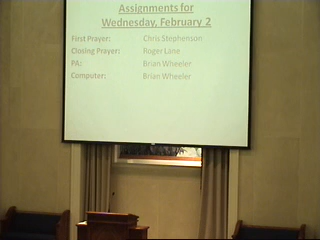 Assignments for
Wednesday, February 2
First Prayer: Chris Stephenson
Closing Prayer: Roger Lane
PA: Brian Wheeler
Computer: Brian Wheeler